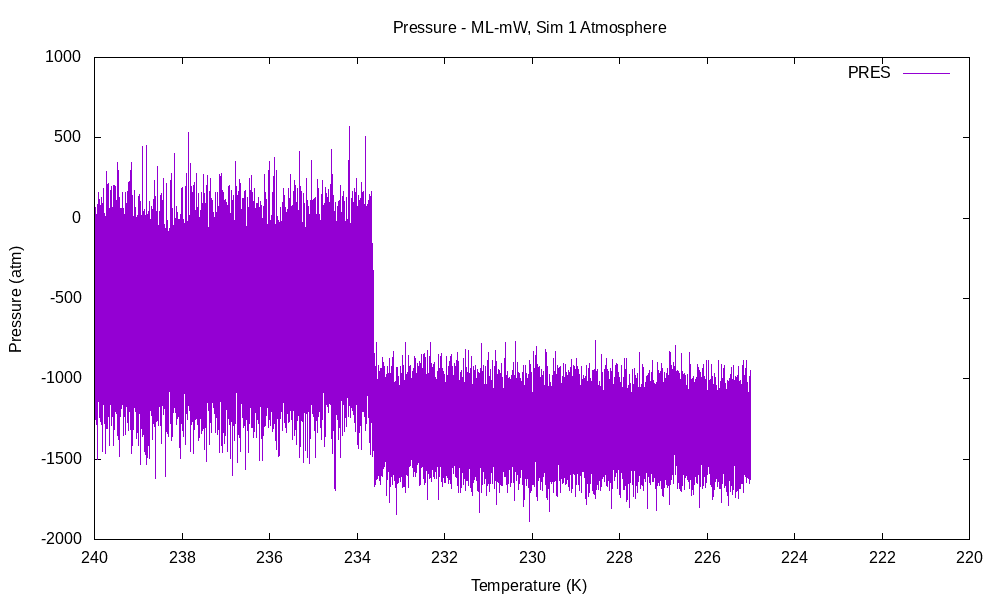 Pressure - ML-mW, Sim 1 Atmosphere
PRES
1000
500
0
-500
-1000
-1500
-2000
Pressure (atm)
240 238 236 234 232 230 228 226 224 222 220
Temperature (K)